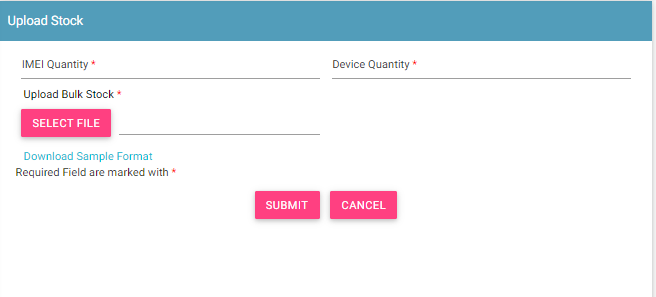 Upload Stock
IMEI Quantity * Device Quantity *
Upload Bulk Stock *
SELECT FILE
Download Sample Format
Required Field are marked with *
SUBMIT CANCEL